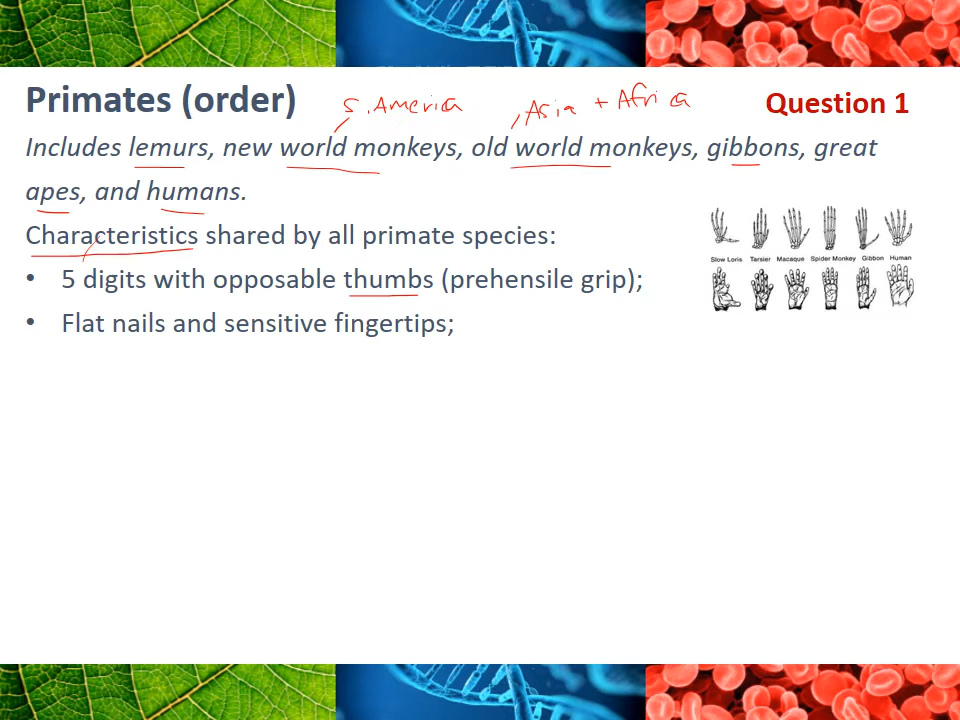 Primates (order)
S. America
, Asia + Africa
Question 1
Includes lemurs, new world monkeys, old world monkeys, gibbons, great
apes, and humans.
Characteristics shared by all primate species:
• 5 digits with opposable thumbs (prehensile grip);
• Flat nails and sensitive fingertips;
Slow Loris Tarsier Macaque Spider Monkey Gibbon Human